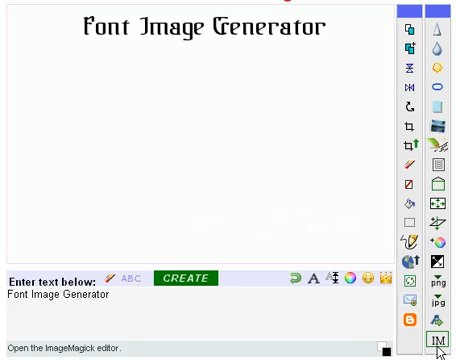 Font Image Generator
Enter text below:
ABC
CREATE
A
A
Font Image Generator
png
jpg
A
IM
Open the ImageMagick editor.